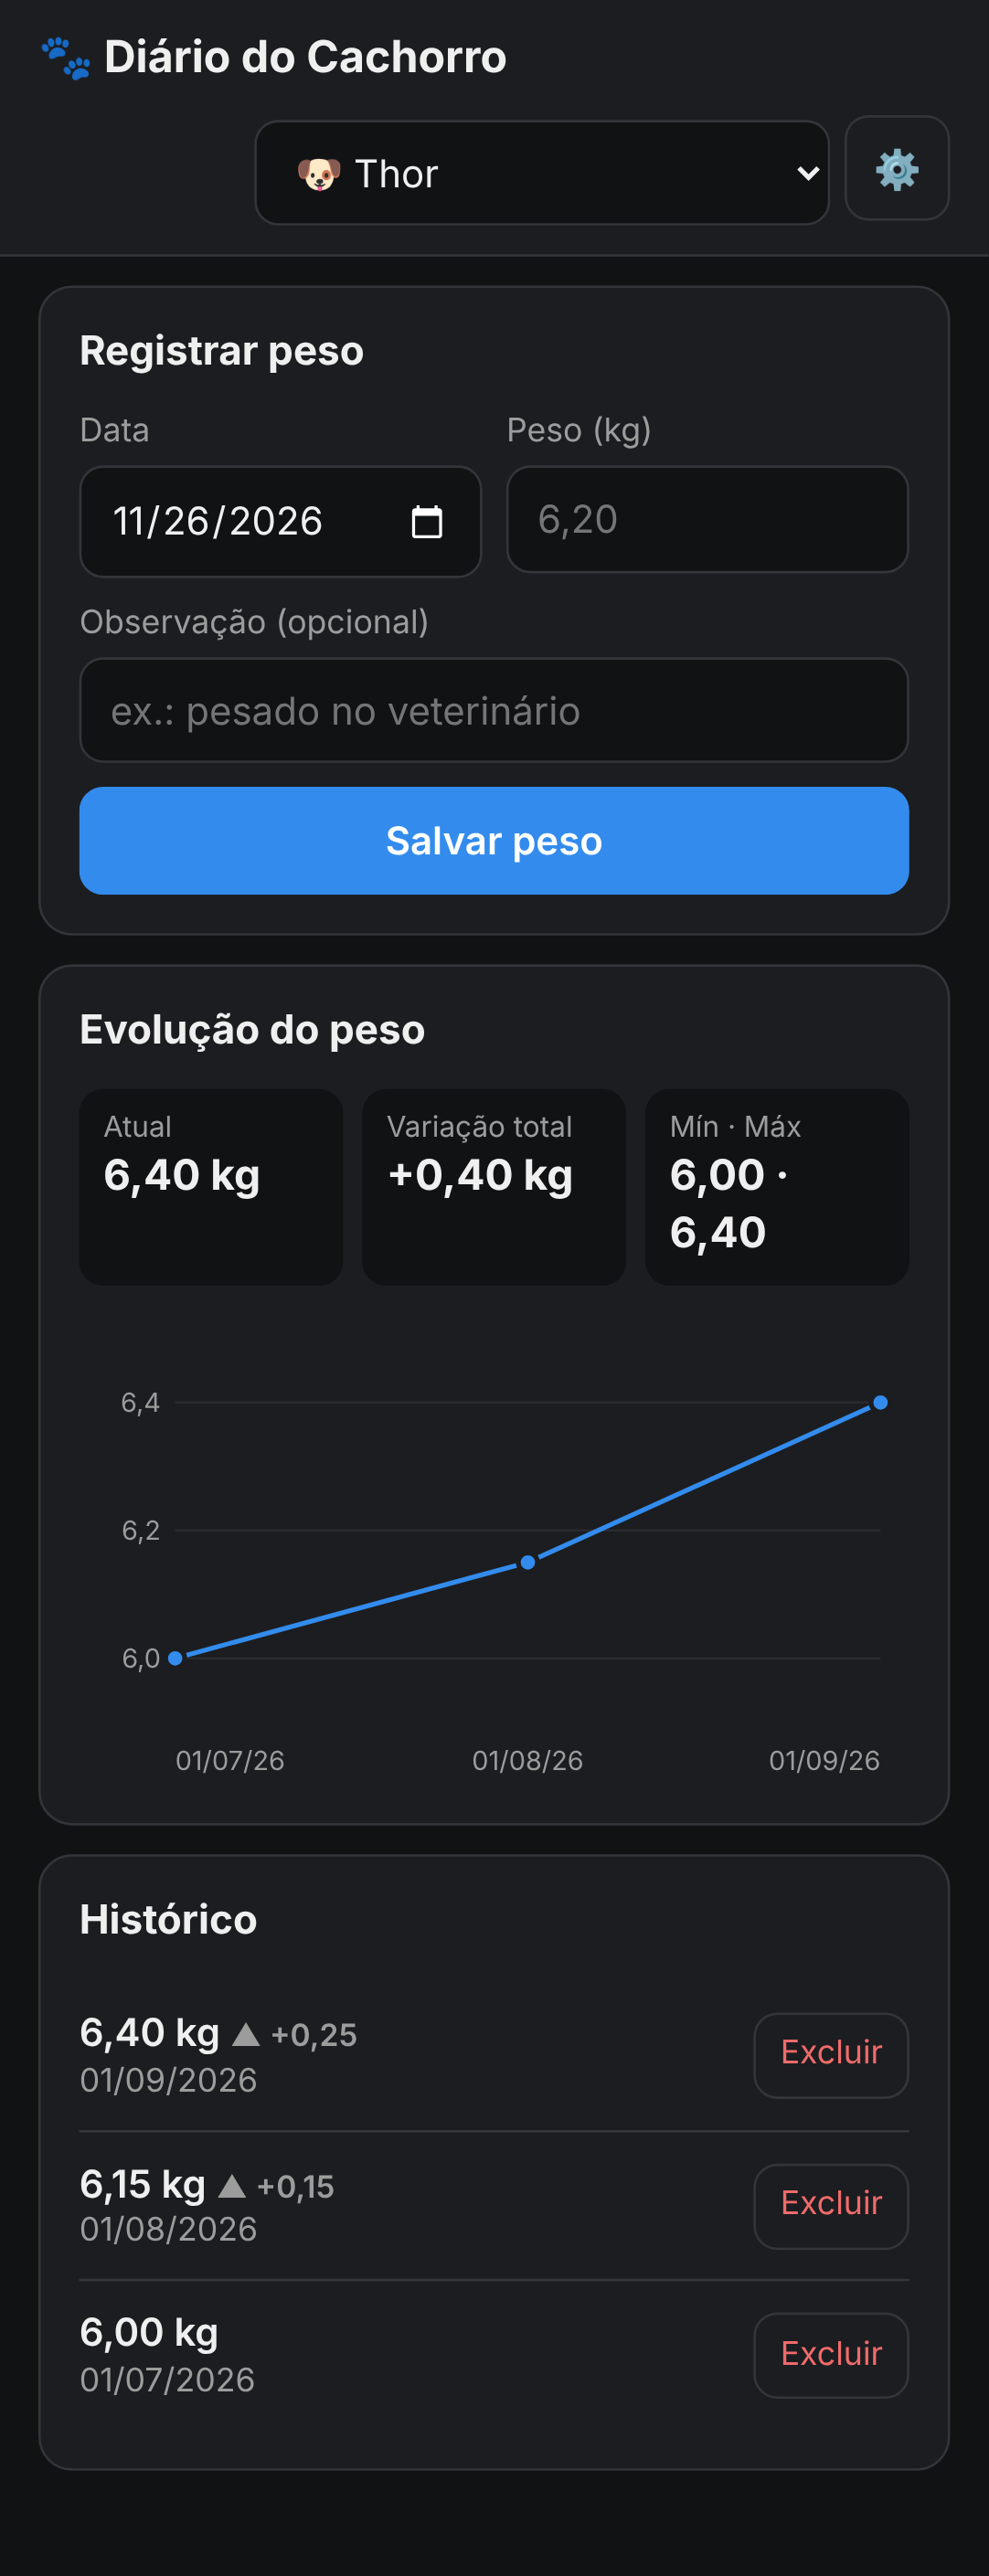 Diário do Cachorro
Thor
Registrar peso
Data
Peso (kg)
11/26/2026
6,20
Observação (opcional)
ex.: pesado no veterinário
Salvar peso
Evolução do peso
Atual
6,40 kg
Variação total
+0,40 kg
Mín · Máx
6,00 ·
6,40
6,4
6,2
6,0
01/07/26
01/08/26
01/09/26
Histórico
6,40 kg ▲ +0,25
01/09/2026
Excluir
6,15 kg ▲ +0,15
01/08/2026
Excluir
6,00 kg
01/07/2026
Excluir